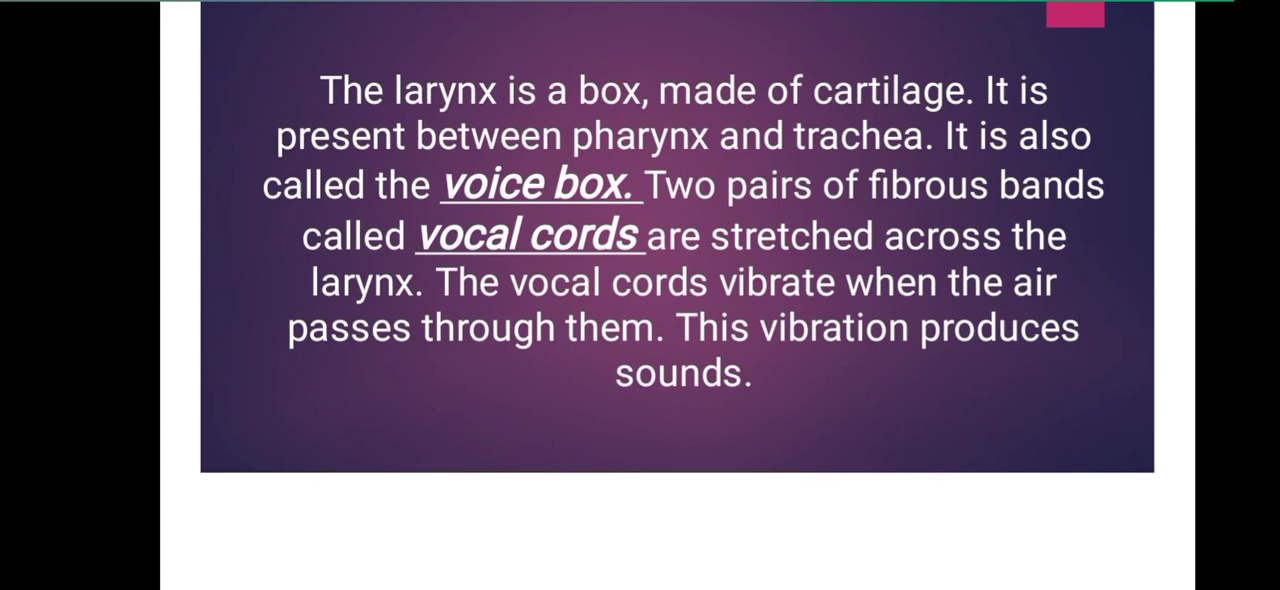 The larynx is a box, made of cartilage. It is
present between pharynx and trachea. It is also
called the voice box. Two pairs of fibrous bands
called vocal cords are stretched across the
larynx. The vocal cords vibrate when the air
passes through them. This vibration produces
sounds.